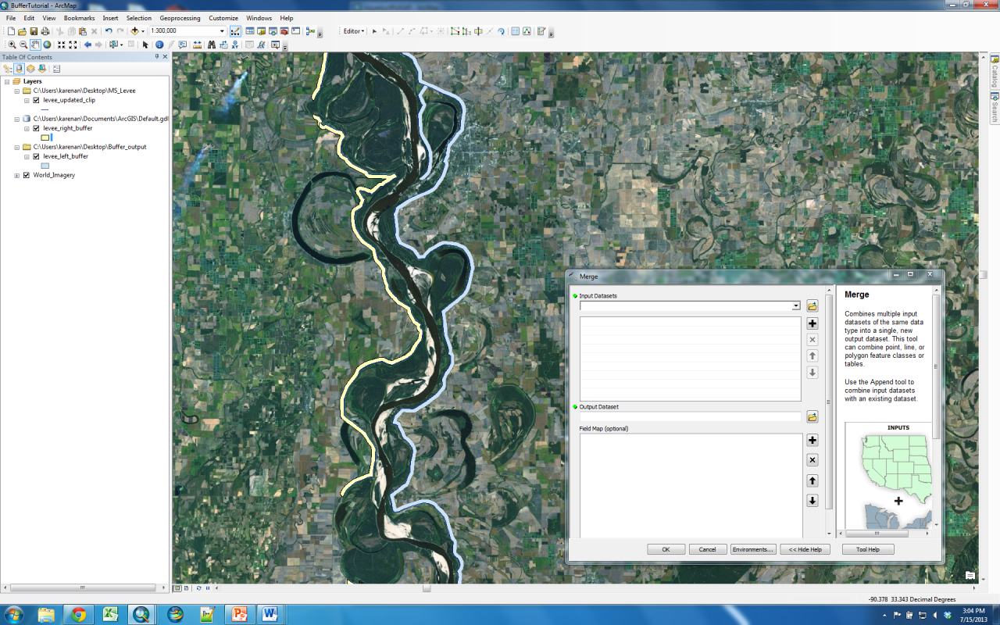 BufferTutorial - ArcMap
File Edit View Bookmarks Insert Selection Geoprocessing Customize Windows Help
1:300,000
Editor
Table Of Contents
Layers
C:\Users\karenan\Desktop\MS_Levee
levee_updated_clip
C:\Users\karenan\Documents\ArcGIS\Default.gdl
levee_right_buffer
C:\Users\karenan\Desktop\Buffer_output
levee_left_buffer
World_Imagery
Catalog
Search
Merge
Input Datasets
Output Dataset
Field Map (optional)
Merge
Combines multiple input
datasets of the same data
type into a single, new
output dataset. This tool
can combine point, line, or
polygon feature classes or
tables.
Use the Append tool to
combine input datasets
with an existing dataset.
INPUTS
OK Cancel Environments... << Hide Help Tool Help
-90.378 33.343 Decimal Degrees
3:04 PM
7/15/2013